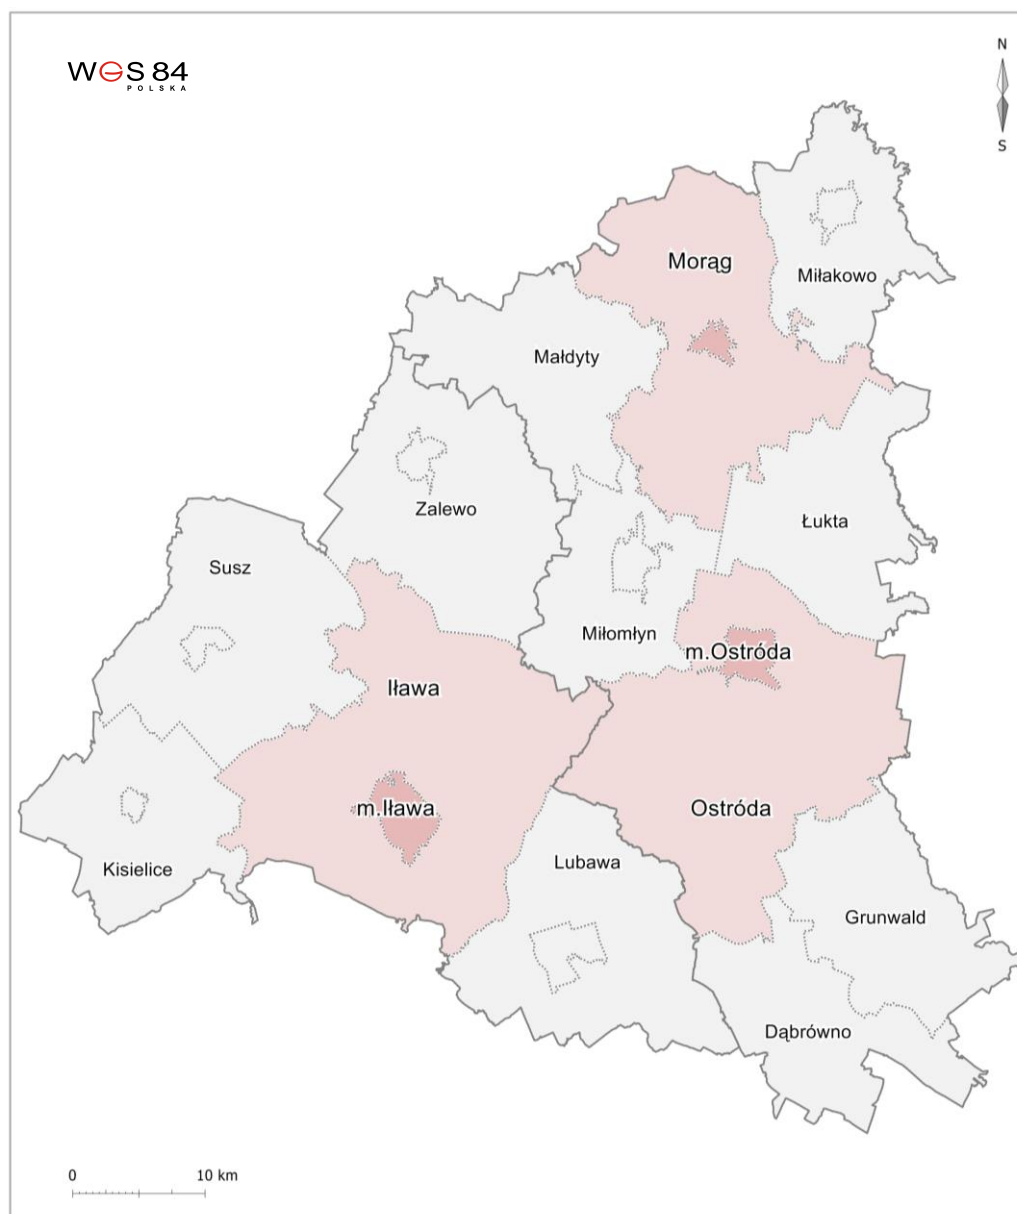 WGS 84
POLSKA
N
S
Morąg
Miłakowo
Małdyty
Zalewo
Łukta
Susz
Miłomłyn
m.Ostróda
Iława
m.Iława
Ostróda
Lubawa
Kisielice
Grunwald
Dąbrówno
0 10 km